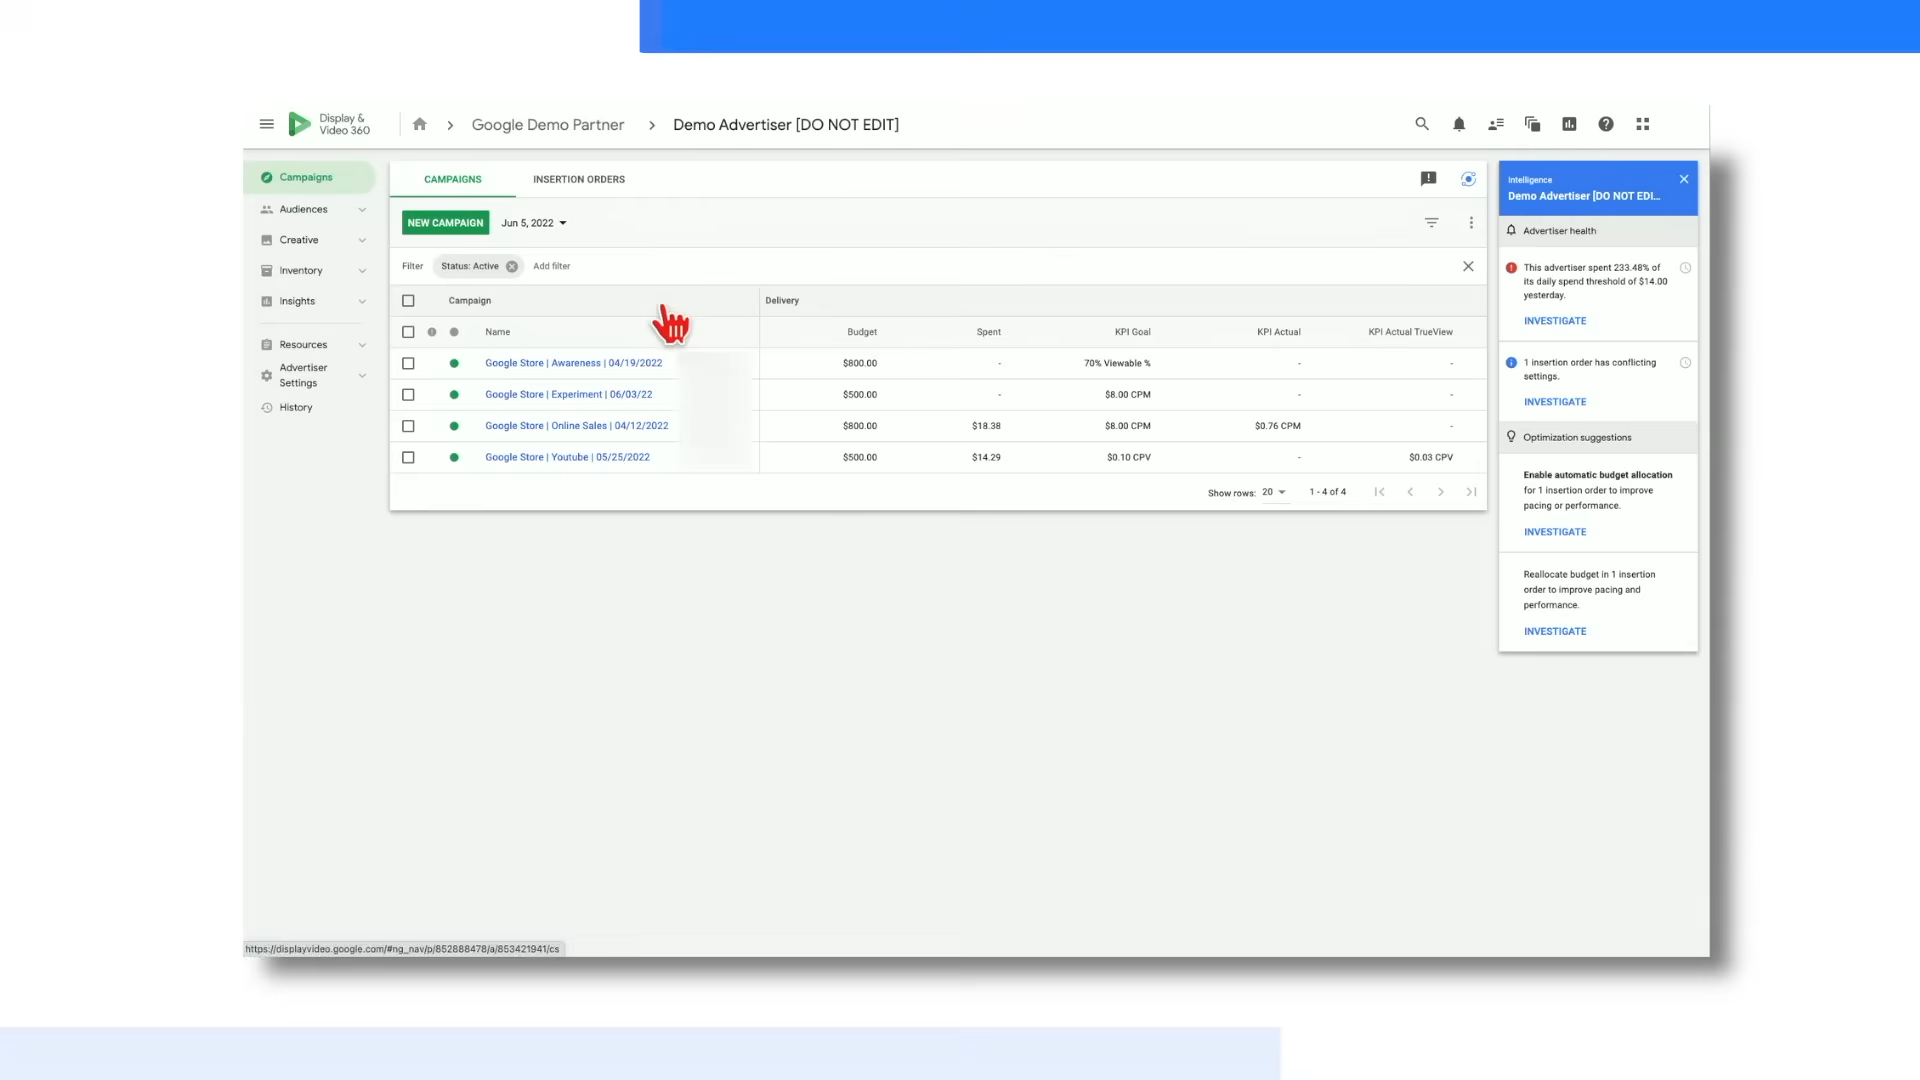 Display &
Video 360
Google Demo Partner
Demo Advertiser [DO NOT EDIT]
Campaigns
Audiences
Creative
Inventory
Insights
Resources
Advertiser
Settings
History
CAMPAIGNS
INSERTION ORDERS
NEW CAMPAIGN
Jun 5, 2022
Filter
Status: Active
Add filter
Campaign
Delivery
Name
Budget
Spent
KPI Goal
KPI Actual
KPI Actual TrueView
Google Store | Awareness | 04/19/2022
$800.00
-
70% Viewable %
-
-
Google Store | Experiment | 06/03/22
$500.00
-
$8.00 CPM
-
-
Google Store | Online Sales | 04/12/2022
$800.00
$18.38
$8.00 CPM
$0.76 CPM
-
Google Store | Youtube | 05/25/2022
$500.00
$14.29
$0.10 CPV
-
$0.03 CPV
Show rows: 20
1 - 4 of 4
Intelligence
Demo Advertiser [DO NOT EDI...
Advertiser health
This advertiser spent 233.48% of
its daily spend threshold of $14.00
yesterday.
INVESTIGATE
1 insertion order has conflicting
settings.
INVESTIGATE
Optimization suggestions
Enable automatic budget allocation
for 1 insertion order to improve
pacing or performance.
INVESTIGATE
Reallocate budget in 1 insertion
order to improve pacing and
performance.
INVESTIGATE
https://displayvideo.google.com/#ng_nav/p/852888478/a/853421941/cs